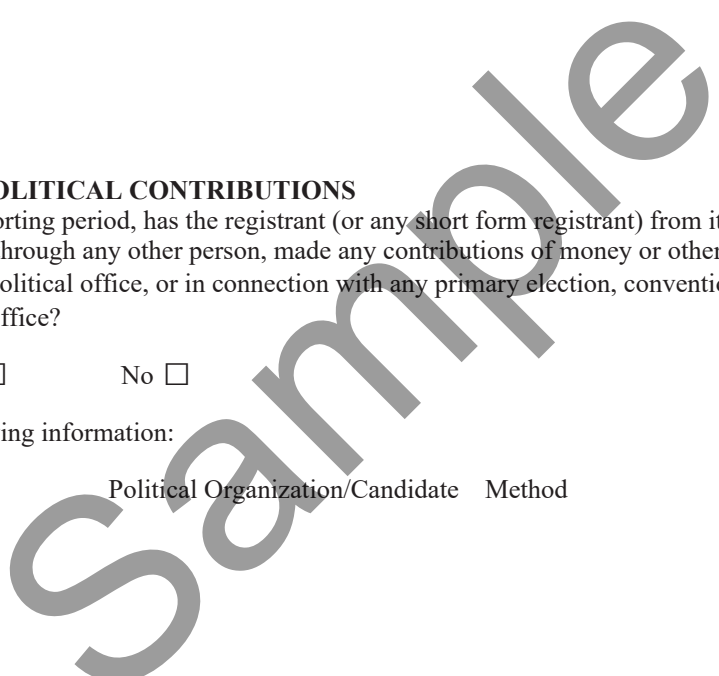 OLITICAL CONTRIBUTIONS
orting period, has the registrant (or any short form registrant) from it
hrough any other person, made any contributions of money or other
olitical office, or in connection with any primary election, conventio
ffice?
No ☐
ing information:
Political Organization/Candidate Method
Sample